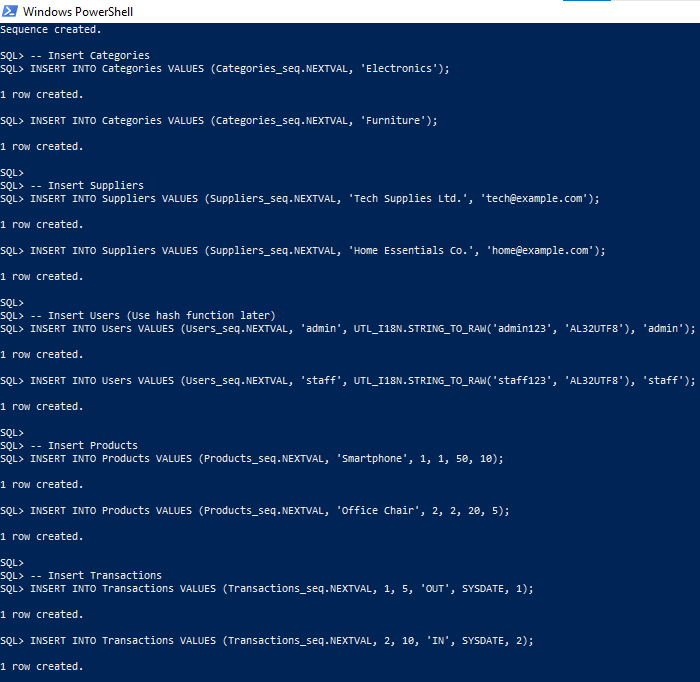 Windows PowerShell
Sequence created.
SQL> -- Insert Categories
SQL> INSERT INTO Categories VALUES (Categories_seq.NEXTVAL, 'Electronics');
1 row created.
SQL> INSERT INTO Categories VALUES (Categories_seq.NEXTVAL, 'Furniture');
1 row created.
SQL>
SQL> -- Insert Suppliers
SQL> INSERT INTO Suppliers VALUES (Suppliers_seq.NEXTVAL, 'Tech Supplies Ltd.', 'tech@example.com');
1 row created.
SQL> INSERT INTO Suppliers VALUES (Suppliers_seq.NEXTVAL, 'Home Essentials Co.', 'home@example.com');
1 row created.
SQL>
SQL> -- Insert Users (Use hash function later)
SQL> INSERT INTO Users VALUES (Users_seq.NEXTVAL, 'admin', UTL_I18N.STRING_TO_RAW('admin123', 'AL32UTF8'), 'admin');
1 row created.
SQL> INSERT INTO Users VALUES (Users_seq.NEXTVAL, 'staff', UTL_I18N.STRING_TO_RAW('staff123', 'AL32UTF8'), 'staff');
1 row created.
SQL>
SQL> -- Insert Products
SQL> INSERT INTO Products VALUES (Products_seq.NEXTVAL, 'Smartphone', 1, 1, 50, 10);
1 row created.
SQL> INSERT INTO Products VALUES (Products_seq.NEXTVAL, 'Office Chair', 2, 2, 20, 5);
1 row created.
SQL>
SQL> -- Insert Transactions
SQL> INSERT INTO Transactions VALUES (Transactions_seq.NEXTVAL, 1, 5, 'OUT', SYSDATE, 1);
1 row created.
SQL> INSERT INTO Transactions VALUES (Transactions_seq.NEXTVAL, 2, 10, 'IN', SYSDATE, 2);
1 row created.